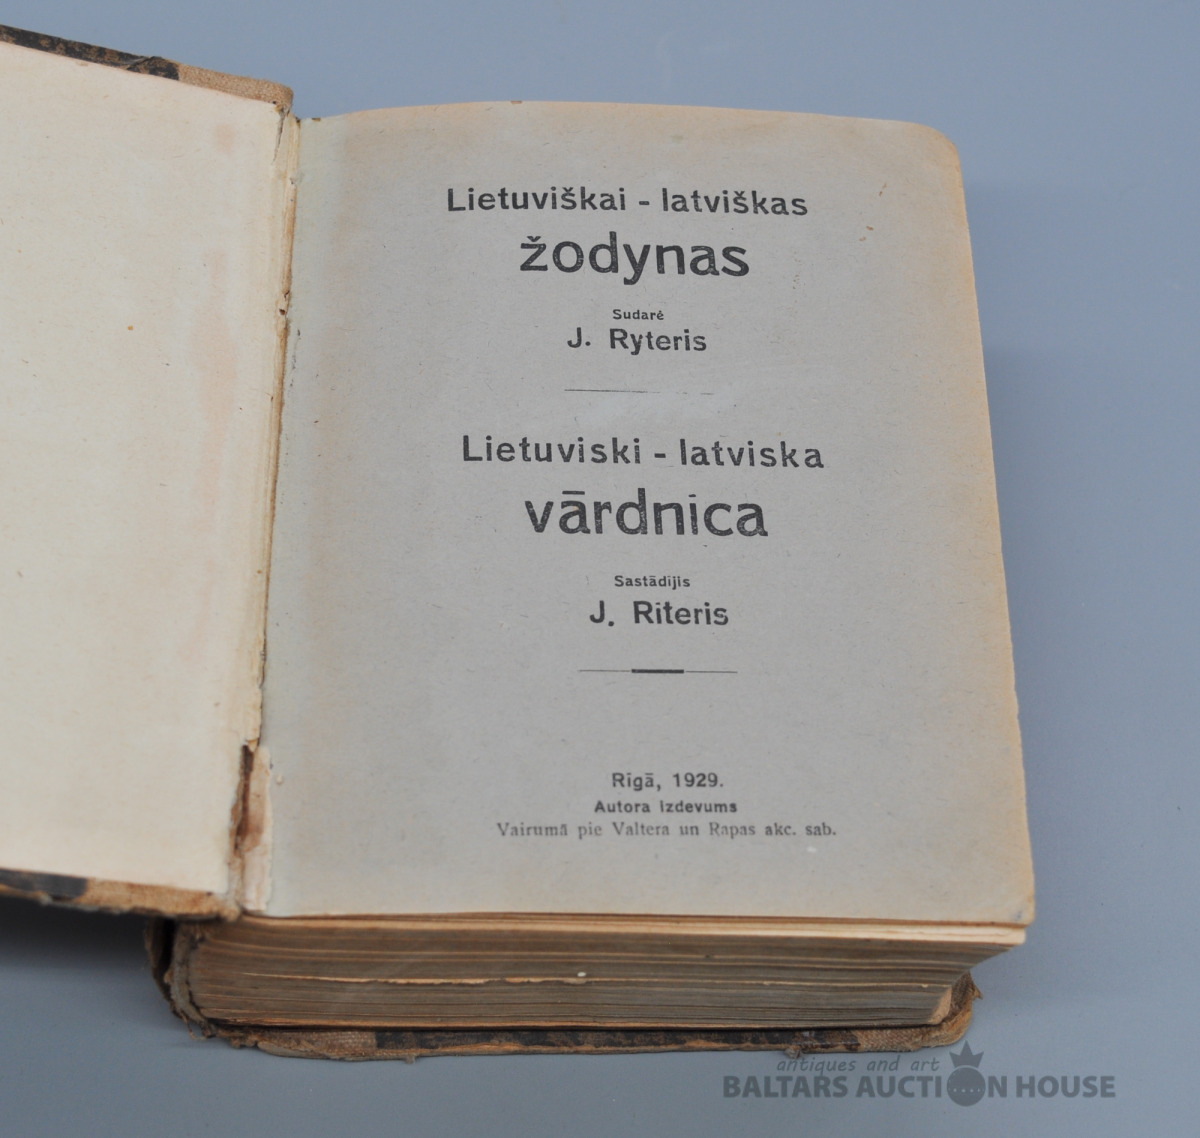 Lietuviškai - latviškas
žodynas
Sudarė
J. Ryteris
Lietuviski - latviska
vārdnica
Sastādījis
J. Riteris
Rīgā, 1929.
Autora izdevums
Vairumā pie Valtera un Rapas akc. sab.
antiques and art
BALTARS AUCTION HOUSE